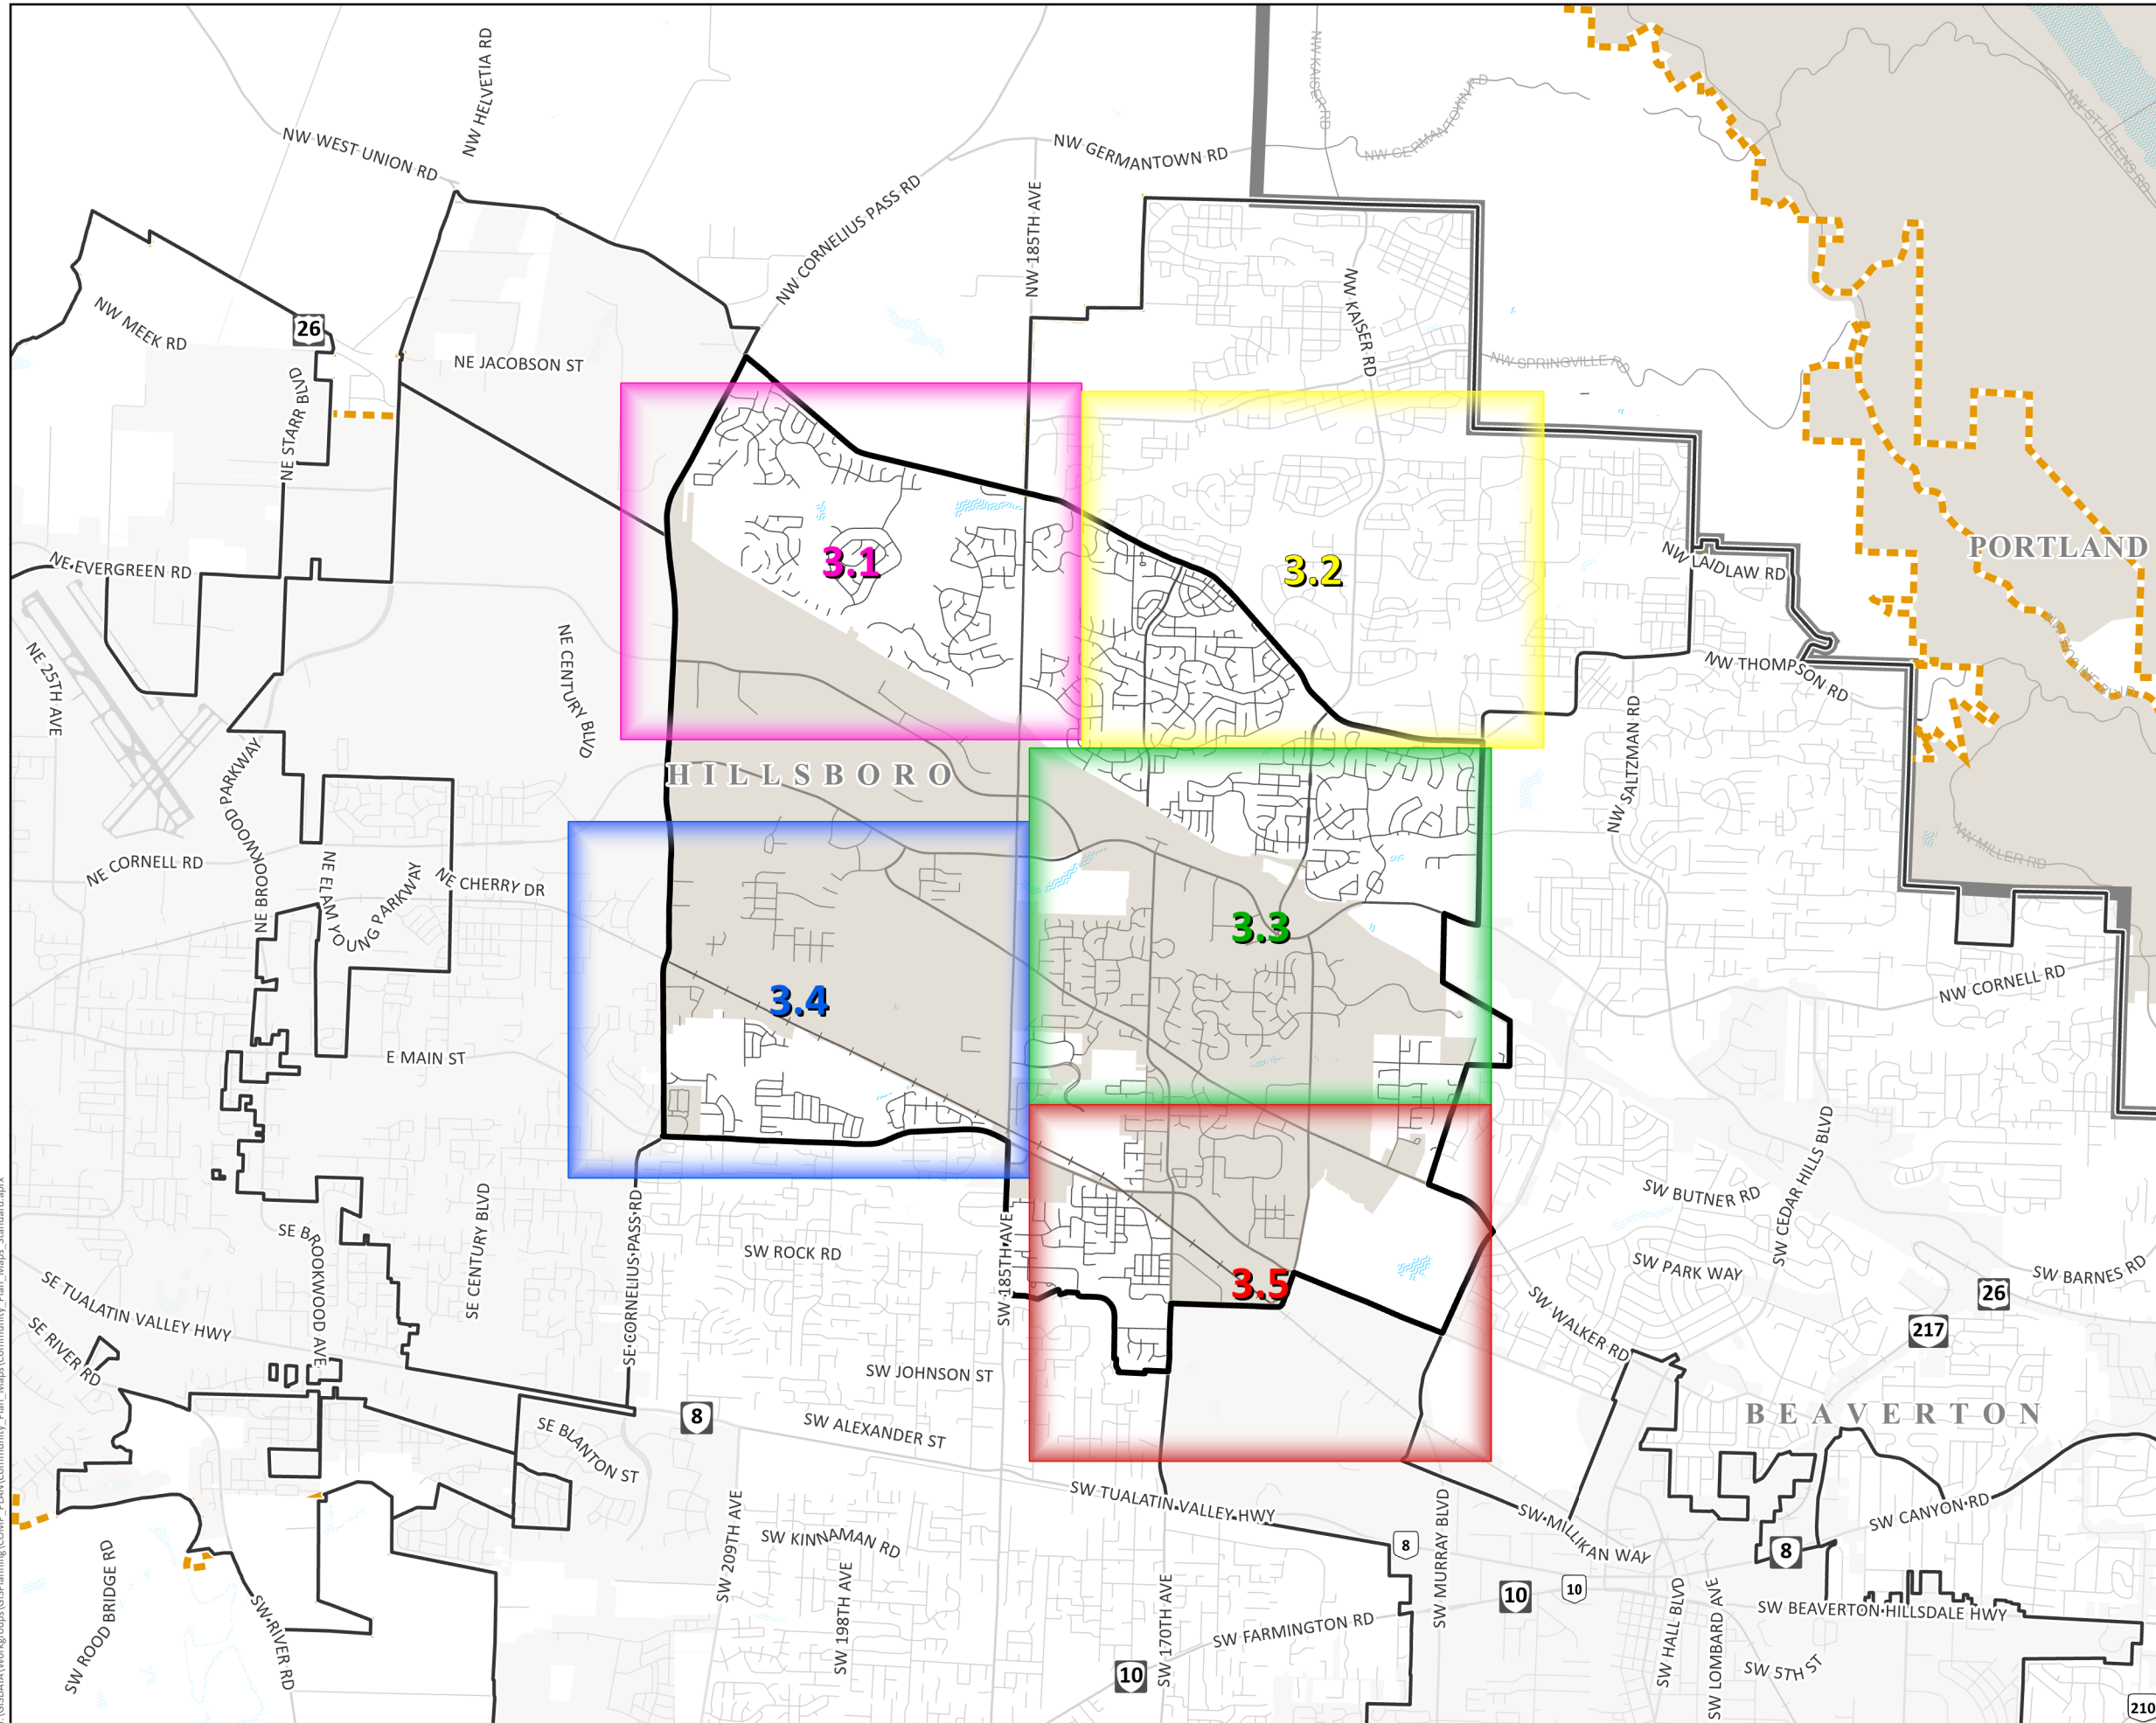 NW HELVETIA RD
NW KAISER RD
NW GERMANTOWN RD
NW ST HELENS RD
NW WEST UNION RD
NW GERMANTOWN RD
NW CORNELIUS PASS RD
NW 185TH AVE
NW MEEK RD
26
NE JACOBSON ST
NW KAISER RD
NW SPRINGVILLE RD
NE STARR BLVD
3.1
3.2
PORTLAND
NE EVERGREEN RD
NW LAIDLAW RD
NW THOMPSON RD
NE 25TH AVE
NE CENTURY BLVD
NW SALTZMAN RD
HILLSBORO
NE BROOKWOOD PARKWAY
NE CORNELL RD
NE ELAM YOUNG PARKWAY
NE CHERRY DR
NW MILLER RD
3.3
3.4
NW CORNELL RD
E MAIN ST
SW CEDAR HILLS BLVD
SW BUTNER RD
SE BROOKWOOD AVE
SE CENTURY BLVD
SE CORNELIUS PASS RD
SW ROCK RD
SW 185TH AVE
SW PARK WAY
SW BARNES RD
3.5
26
SE TUALATIN VALLEY HWY
SE RIVER RD
SW WALKER RD
217
SW JOHNSON ST
8
SW ALEXANDER ST
BEAVERTON
SE BLANTON ST
SW TUALATIN VALLEY HWY
SW CANYON RD
SW MILLIKAN WAY
SW KINNAMAN RD
8
8
SW ROOD BRIDGE RD
SW 209TH AVE
SW 198TH AVE
SW 170TH AVE
SW MURRAY BLVD
10
10
SW HALL BLVD
SW LOMBARD AVE
SW BEAVERTON HILLSDALE HWY
SW RIVER RD
SW FARMINGTON RD
10
SW 5TH ST
210